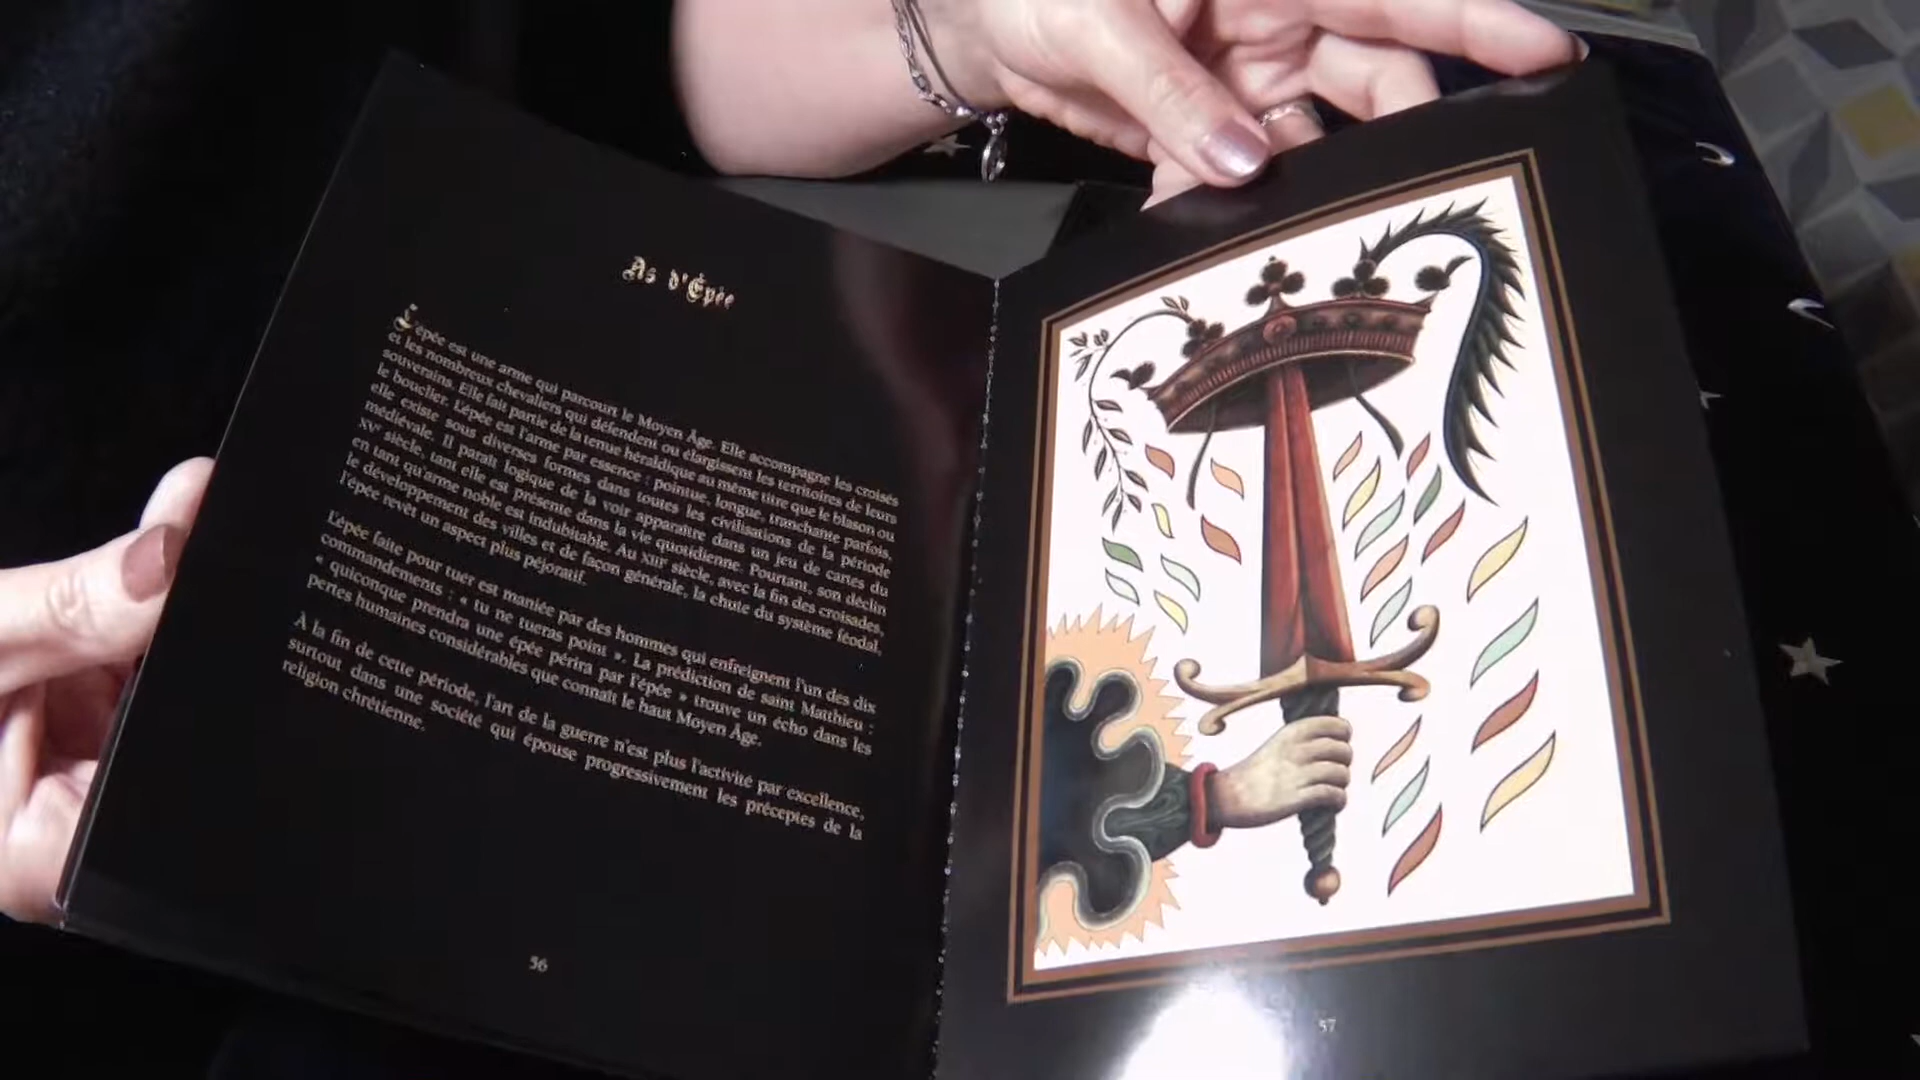 As d'Épée
L'épée est une arme qui parcourt le Moyen Âge. Elle accompagne les croisés
et les nombreux chevaliers qui défendent ou élargissent les territoires de leurs
souverains. Elle fait partie de la tenue héraldique au même titre que le blason ou
le bouclier. L'épée est l'arme par essence : pointue, longue, tranchante parfois,
elle existe sous diverses formes dans toutes les civilisations de la période
médiévale. Il paraît logique de la voir apparaître dans un jeu de cartes du
XVe siècle, tant elle est présente dans la vie quotidienne. Pourtant, son déclin
en tant qu'arme noble est indubitable. Au XIIIe siècle, avec la fin des croisades,
le développement des villes et de façon générale, la chute du système féodal,
l'épée revêt un aspect plus péjoratif.
L'épée faite pour tuer est maniée par des hommes qui enfreignent l'un des dix
commandements : « tu ne tueras point ». La prédiction de saint Matthieu :
« quiconque prendra une épée périra par l'épée » trouve un écho dans les
pertes humaines considérables que connaît le haut Moyen Âge.
À la fin de cette période, l'art de la guerre n'est plus l'activité par excellence,
surtout dans une société qui épouse progressivement les préceptes de la
religion chrétienne.
56
57